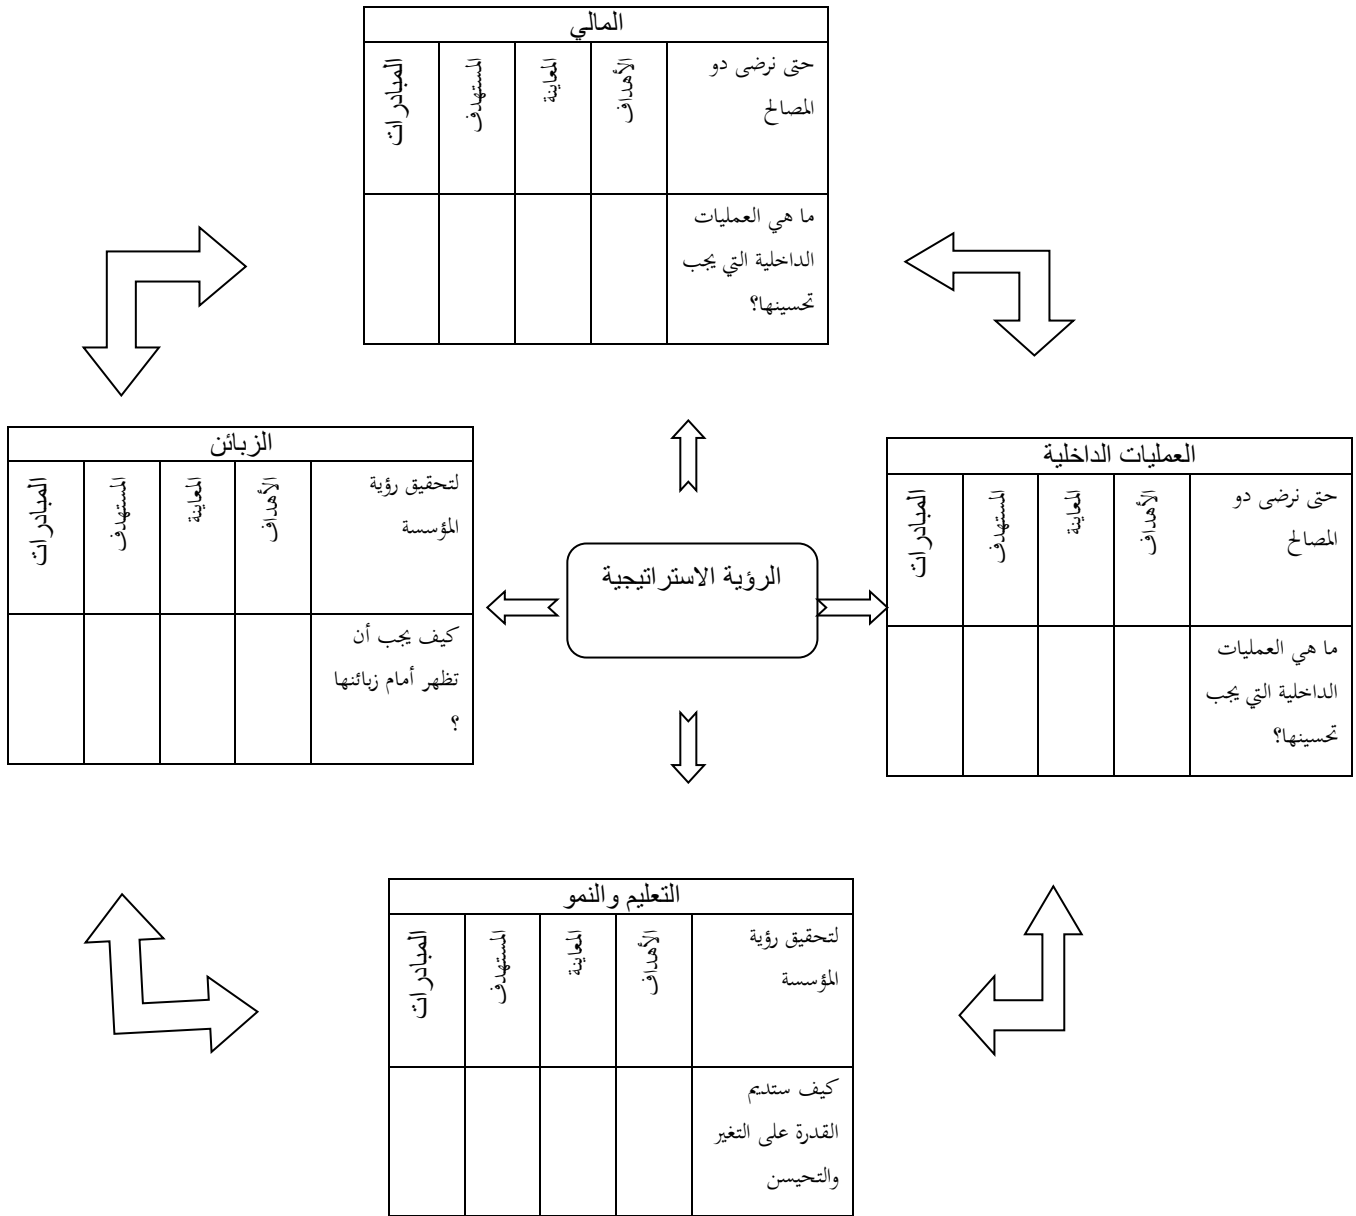 المالي
حتى نرضى دو
المصالح
الأهداف
المعاينة
المستهدف
المبادرات
ما هي العمليات
الداخلية التي يجب
تحسينها؟
العمليات الداخلية
حتى نرضى دو
المصالح
الأهداف
المعاينة
المستهدف
المبادرات
ما هي العمليات
الداخلية التي يجب
تحسينها؟
الرؤية الاستراتيجية
الزبائن
لتحقيق رؤية
المؤسسة
الأهداف
المعاينة
المستهدف
المبادرات
كيف يجب أن
تظهر أمام زبائنها
؟
التعليم والنمو
لتحقيق رؤية
المؤسسة
الأهداف
المعاينة
المستهدف
المبادرات
كيف ستديم
القدرة على التغير
والتحيسن